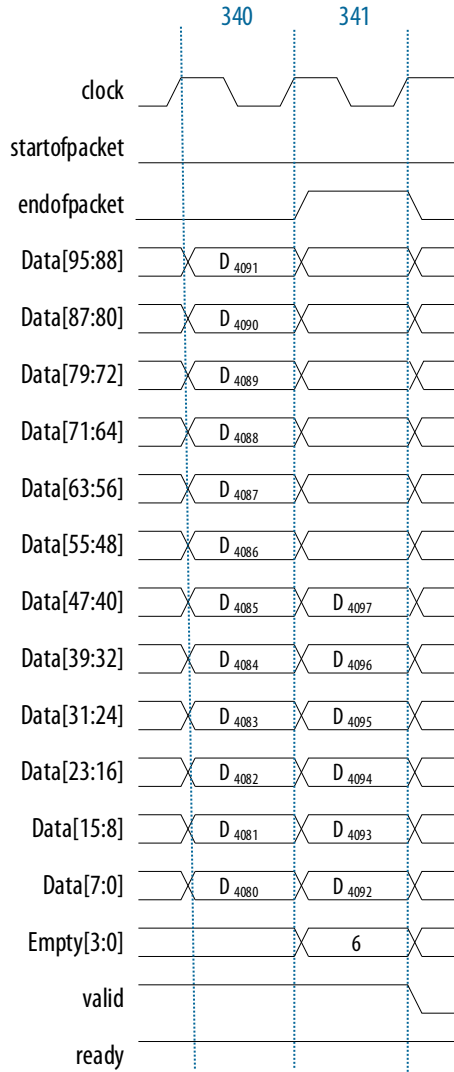 340 341
clock
startofpacket
endofpacket
Data[95:88] D 4091
Data[87:80] D 4090
Data[79:72] D 4089
Data[71:64] D 4088
Data[63:56] D 4087
Data[55:48] D 4086
Data[47:40] D 4085 D 4097
Data[39:32] D 4084 D 4096
Data[31:24] D 4083 D 4095
Data[23:16] D 4082 D 4094
Data[15:8] D 4081 D 4093
Data[7:0] D 4080 D 4092
Empty[3:0] 6
valid
ready